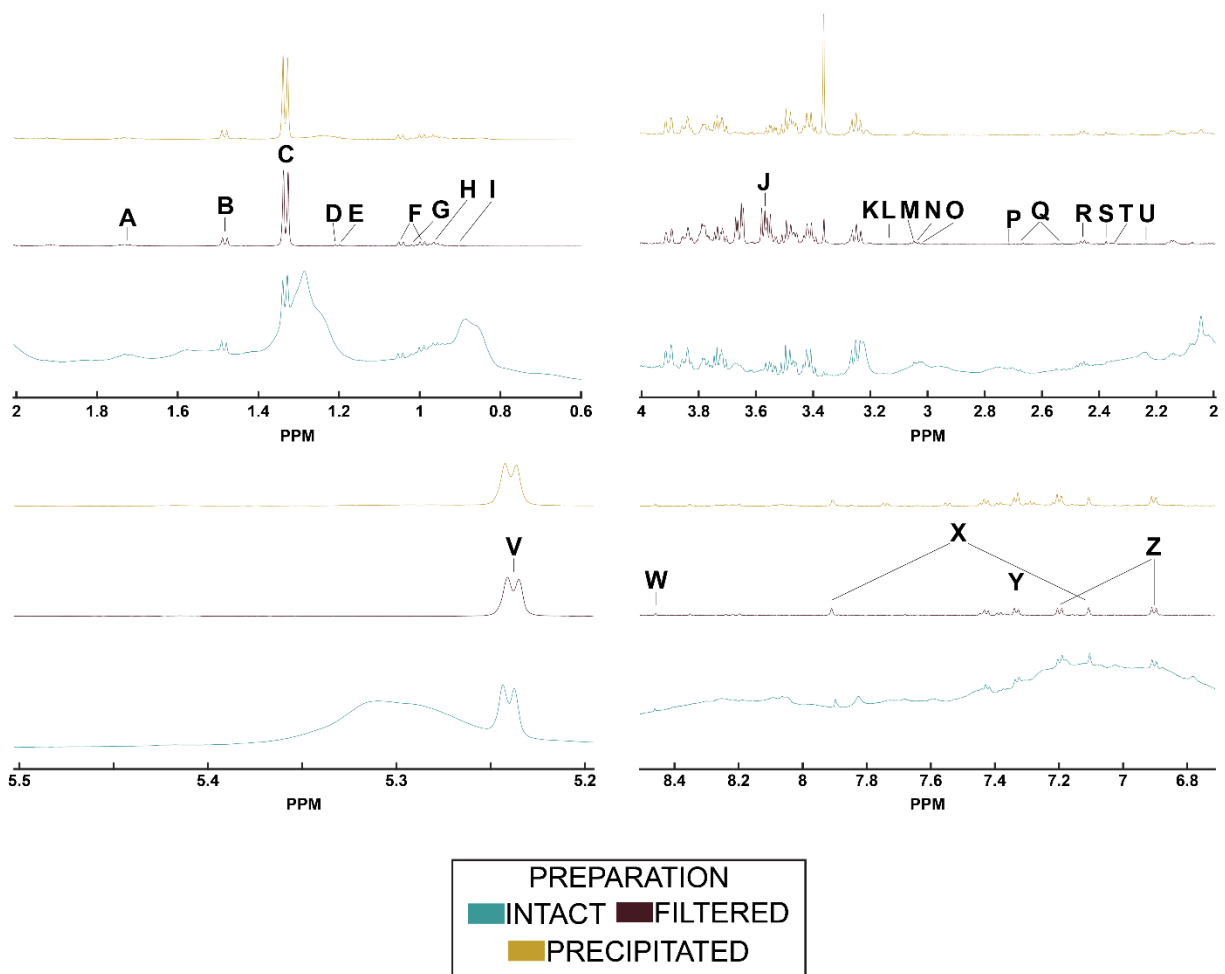 A B C D E F G H I
2 1.8 1.6 1.4 1.2 1 0.8 0.6
PPM
J K L M N O P Q R S T U
4 3.8 3.6 3.4 3.2 3 2.8 2.6 2.4 2.2 2
PPM
V
5.5 5.4 5.3 5.2
PPM
W X Y Z
8.4 8.2 8 7.8 7.6 7.4 7.2 7 6.8
PPM
PREPARATION
INTACT FILTERED
PRECIPITATED